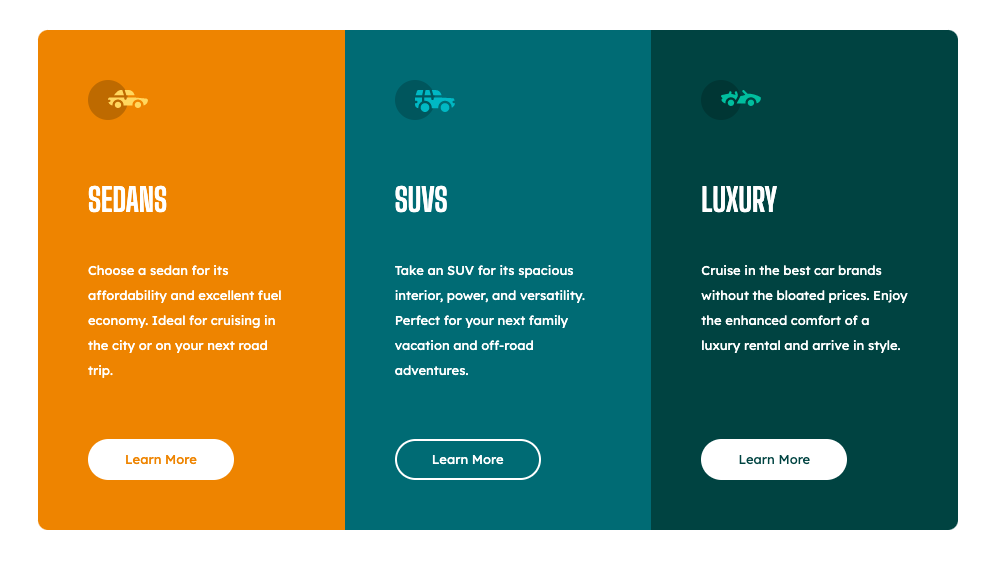 SEDANS
Choose a sedan for its
affordability and excellent fuel
economy. Ideal for cruising in
the city or on your next road
trip.
Learn More
SUVS
Take an SUV for its spacious
interior, power, and versatility.
Perfect for your next family
vacation and off-road
adventures.
Learn More
LUXURY
Cruise in the best car brands
without the bloated prices. Enjoy
the enhanced comfort of a
luxury rental and arrive in style.
Learn More